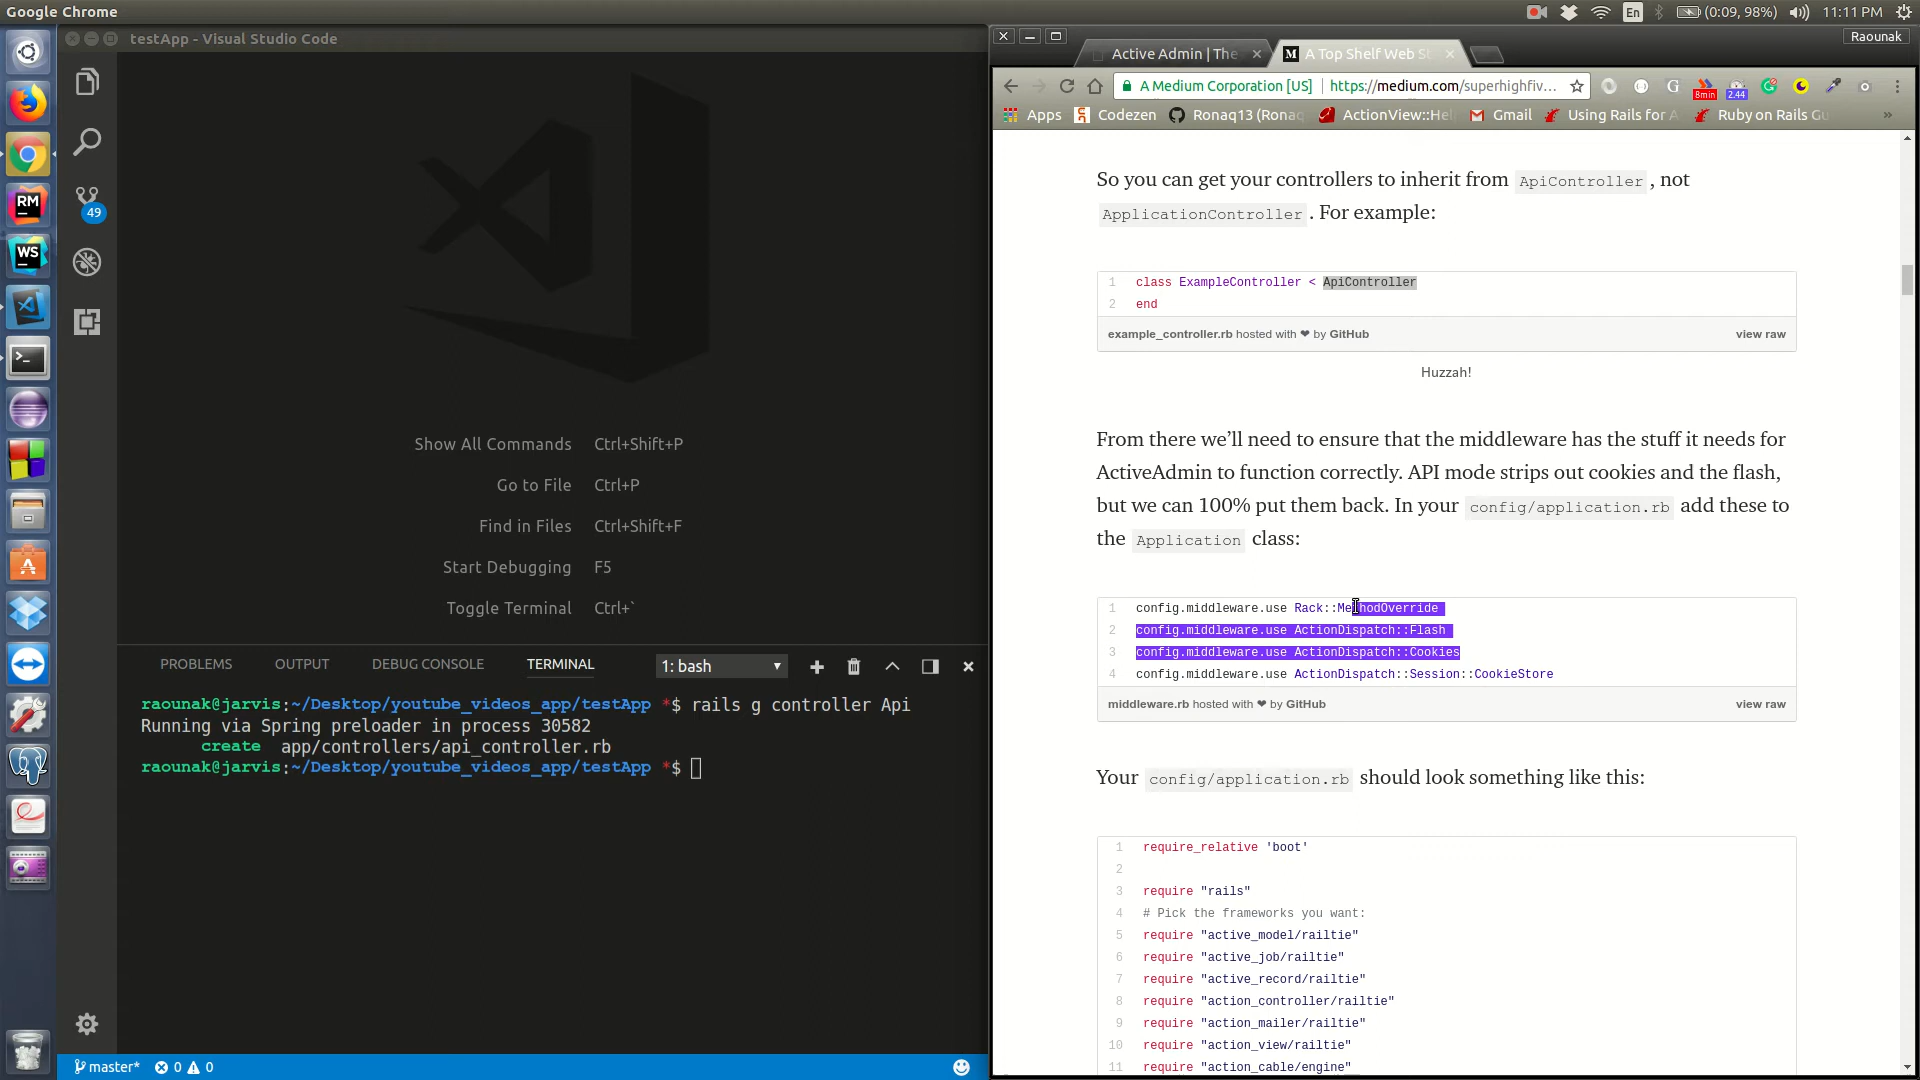 Google Chrome
En
(0:09, 98%)
11:11 PM
testApp - Visual Studio Code
Raounak
Active Admin | The
A Top Shelf Web St
A Medium Corporation [US]
https://medium.com/superhighfiv...
8min
2.44
Apps
Codezen
Ronaq13 (Ronaq
ActionView::Hel
Gmail
Using Rails for A
Ruby on Rails Gu
»
RM
WS
49
Show All Commands Ctrl+Shift+P
Go to File Ctrl+P
Find in Files Ctrl+Shift+F
Start Debugging F5
Toggle Terminal Ctrl+`
PROBLEMS OUTPUT DEBUG CONSOLE TERMINAL 1: bash
raounak@jarvis:~/Desktop/youtube_videos_app/testApp *$ rails g controller Api
Running via Spring preloader in process 30582
create app/controllers/api_controller.rb
raounak@jarvis:~/Desktop/youtube_videos_app/testApp *$
master* 0 0
So you can get your controllers to inherit from ApiController , not
ApplicationController . For example:
1 class ExampleController < ApiController
2 end
example_controller.rb hosted with ❤ by GitHub view raw
Huzzah!
From there we’ll need to ensure that the middleware has the stuff it needs for
ActiveAdmin to function correctly. API mode strips out cookies and the flash,
but we can 100% put them back. In your config/application.rb add these to
the Application class:
1 config.middleware.use Rack::MethodOverride
2 config.middleware.use ActionDispatch::Flash
3 config.middleware.use ActionDispatch::Cookies
4 config.middleware.use ActionDispatch::Session::CookieStore
middleware.rb hosted with ❤ by GitHub view raw
Your config/application.rb should look something like this:
1 require_relative 'boot'
2
3 require "rails"
4 # Pick the frameworks you want:
5 require "active_model/railtie"
6 require "active_job/railtie"
7 require "active_record/railtie"
8 require "action_controller/railtie"
9 require "action_mailer/railtie"
10 require "action_view/railtie"
11 require "action_cable/engine"